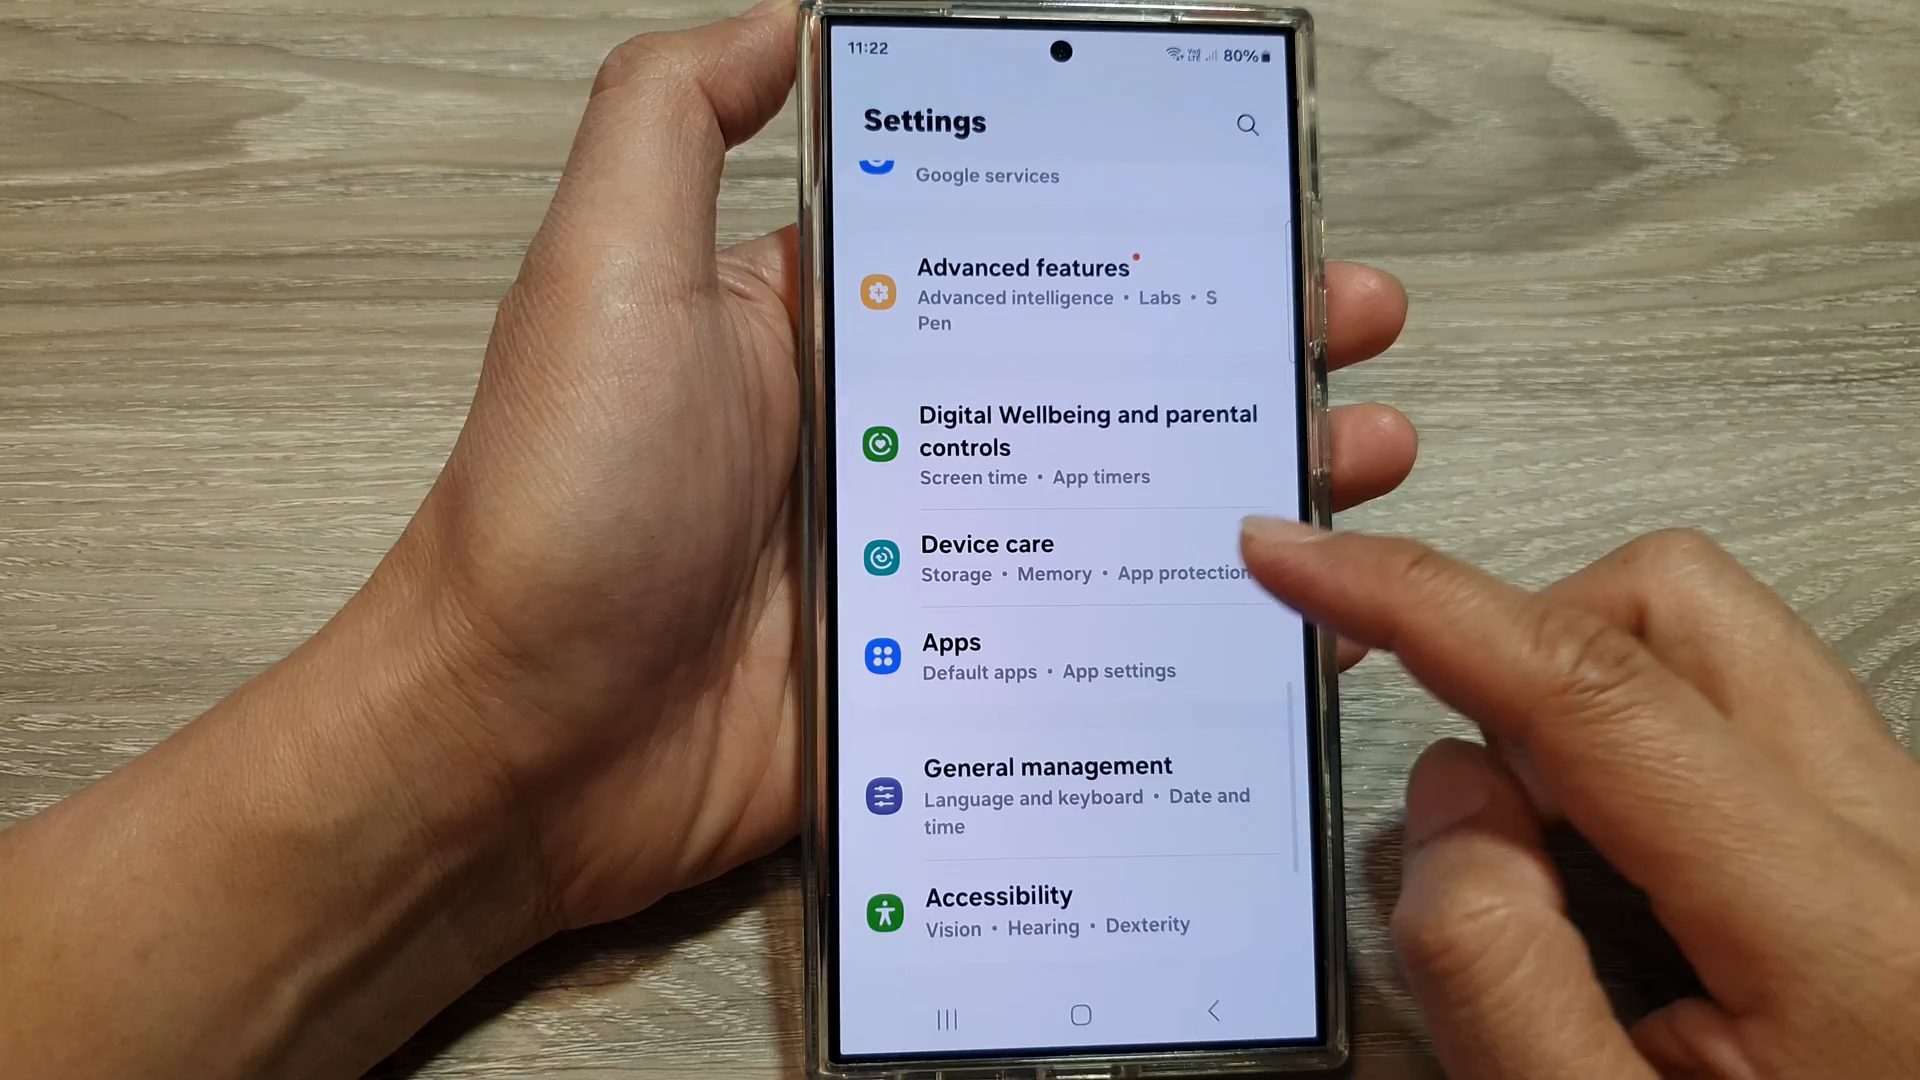 11:22
Vo)) LTE 80%
Settings
Google services
Advanced features
Advanced intelligence • Labs • S
Pen
Digital Wellbeing and parental
controls
Screen time • App timers
Device care
Storage • Memory • App protection
Apps
Default apps • App settings
General management
Language and keyboard • Date and
time
Accessibility
Vision • Hearing • Dexterity